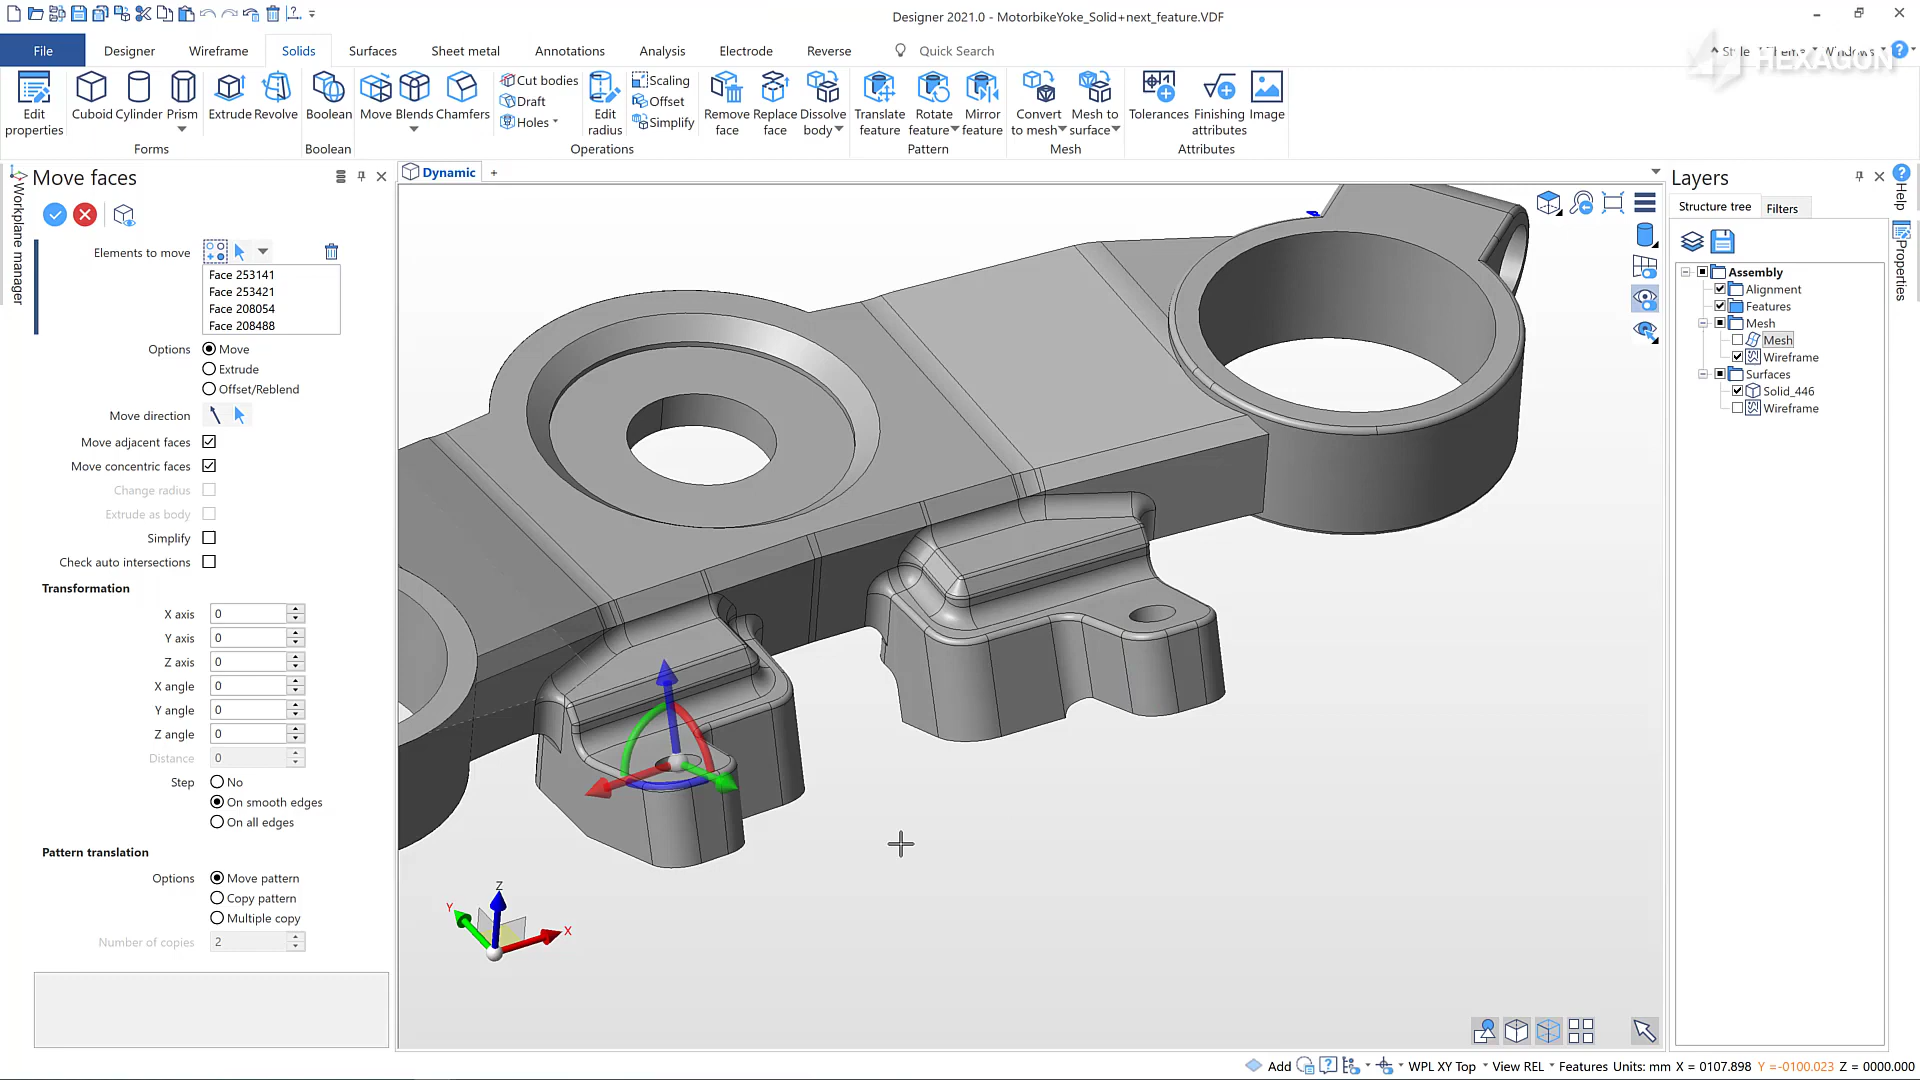 Designer 2021.0 - MotorbikeYoke_Solid+next_feature.VDF
File
Designer
Wireframe
Solids
Surfaces
Sheet metal
Annotations
Analysis
Electrode
Reverse
Quick Search
Style
Windows
HEXAGON
Edit properties
Cuboid
Cylinder
Prism
Extrude
Revolve
Boolean
Move
Blends
Chamfers
Cut bodies
Draft
Holes
Edit radius
Scaling
Offset
Simplify
Remove face
Replace face
Dissolve body
Translate feature
Rotate feature
Mirror feature
Convert to mesh
Mesh to surface
Tolerances
Finishing attributes
Image
Forms
Boolean
Operations
Pattern
Mesh
Attributes
Workplane manager
Move faces
Elements to move
Face 253141
Face 253421
Face 208054
Face 208488
Options
Move
Extrude
Offset/Reblend
Move direction
Move adjacent faces
Move concentric faces
Change radius
Extrude as body
Simplify
Check auto intersections
Transformation
X axis 0
Y axis 0
Z axis 0
X angle 0
Y angle 0
Z angle 0
Distance 0
Step
No
On smooth edges
On all edges
Pattern translation
Options
Move pattern
Copy pattern
Multiple copy
Number of copies 2
Dynamic
+
Z
Y
X
Layers
Structure tree
Filters
Assembly
Alignment
Features
Mesh
Mesh
Wireframe
Surfaces
Solid_446
Wireframe
Help
Properties
Add
WPL XY Top
View REL
Features Units: mm X = 0107.898 Y =-0100.023 Z = 0000.000